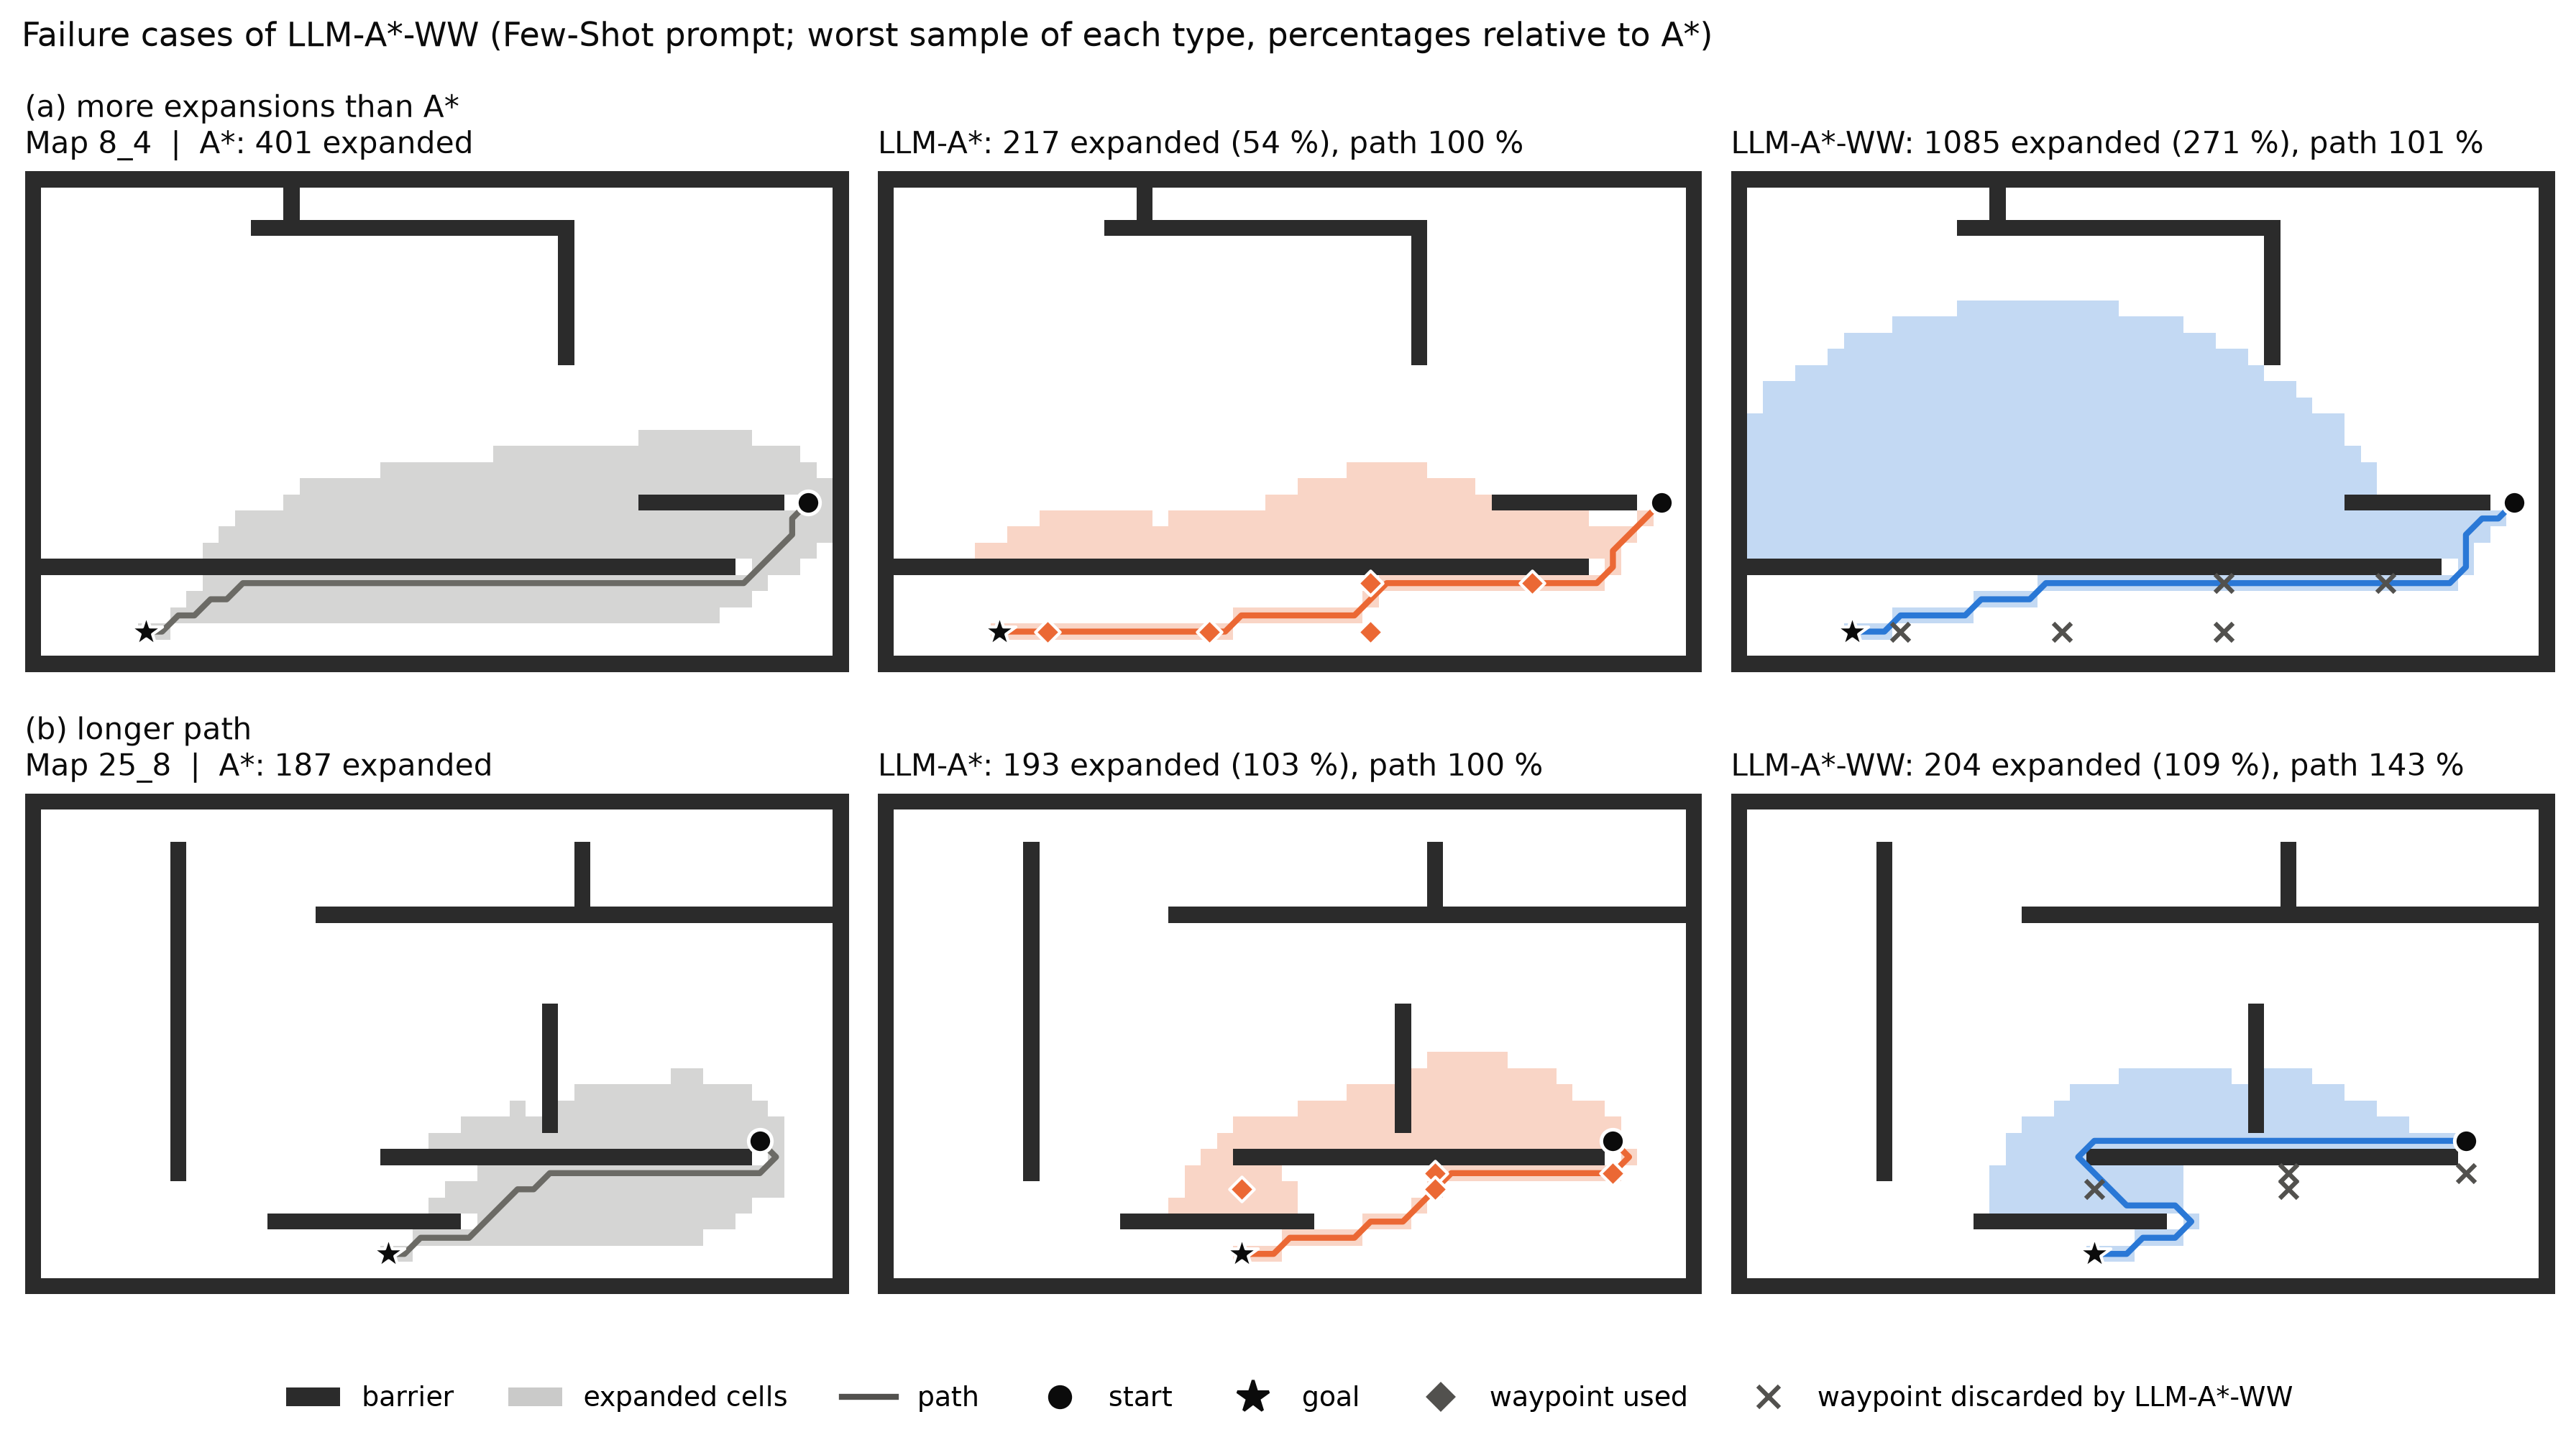 Failure cases of LLM-A*-WW (Few-Shot prompt; worst sample of each type, percentages relative to A*)
(a) more expansions than A*
Map 8_4 | A*: 401 expanded
LLM-A*: 217 expanded (54 %), path 100 %
LLM-A*-WW: 1085 expanded (271 %), path 101 %
(b) longer path
Map 25_8 | A*: 187 expanded
LLM-A*: 193 expanded (103 %), path 100 %
LLM-A*-WW: 204 expanded (109 %), path 143 %
barrier
expanded cells
path
start
goal
waypoint used
waypoint discarded by LLM-A*-WW